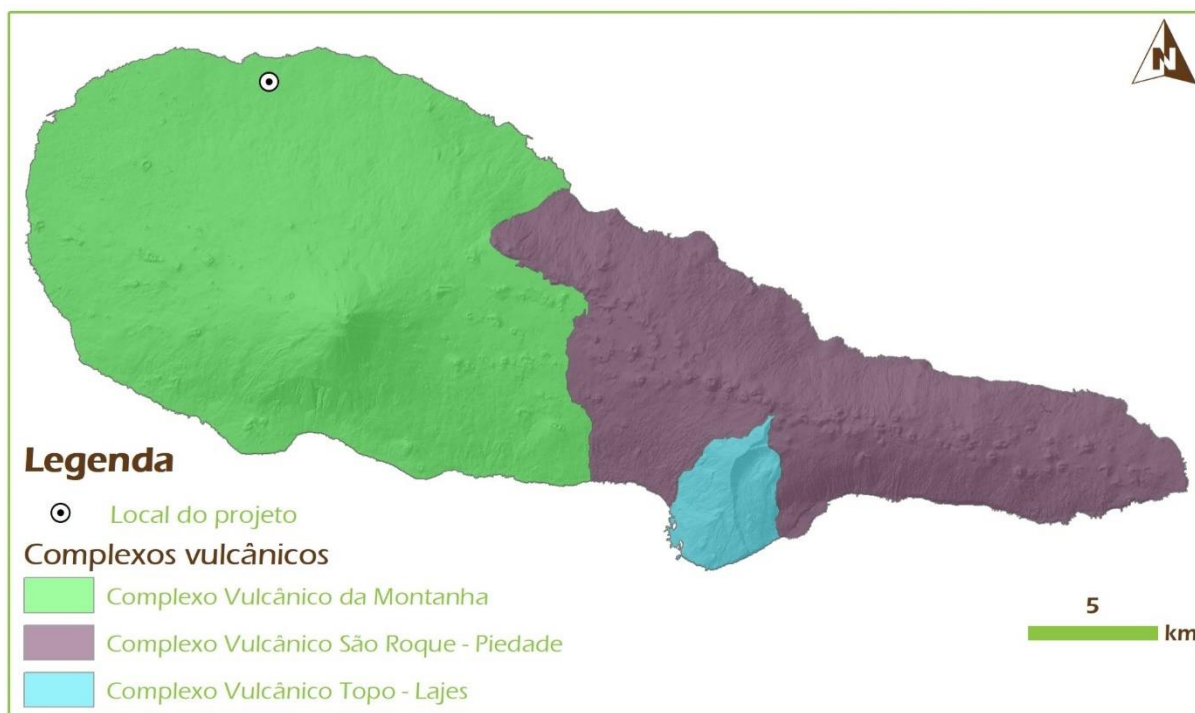 N
Legenda
Local do projeto
Complexos vulcânicos
Complexo Vulcânico da Montanha
Complexo Vulcânico São Roque - Piedade
Complexo Vulcânico Topo - Lajes
5
km